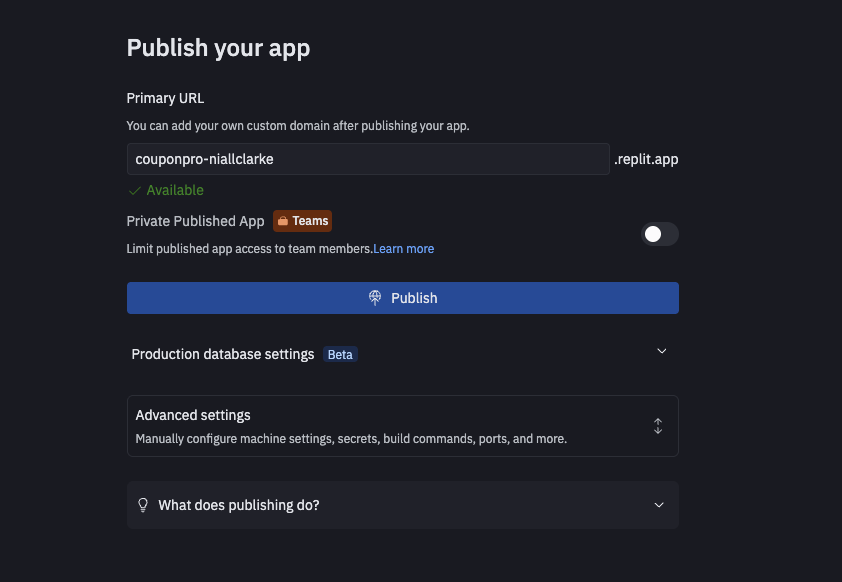 Publish your app
Primary URL
You can add your own custom domain after publishing your app.
couponpro-niallclarke .replit.app
Available
Private Published App Teams
Limit published app access to team members.Learn more
Publish
Production database settings Beta
Advanced settings
Manually configure machine settings, secrets, build commands, ports, and more.
What does publishing do?